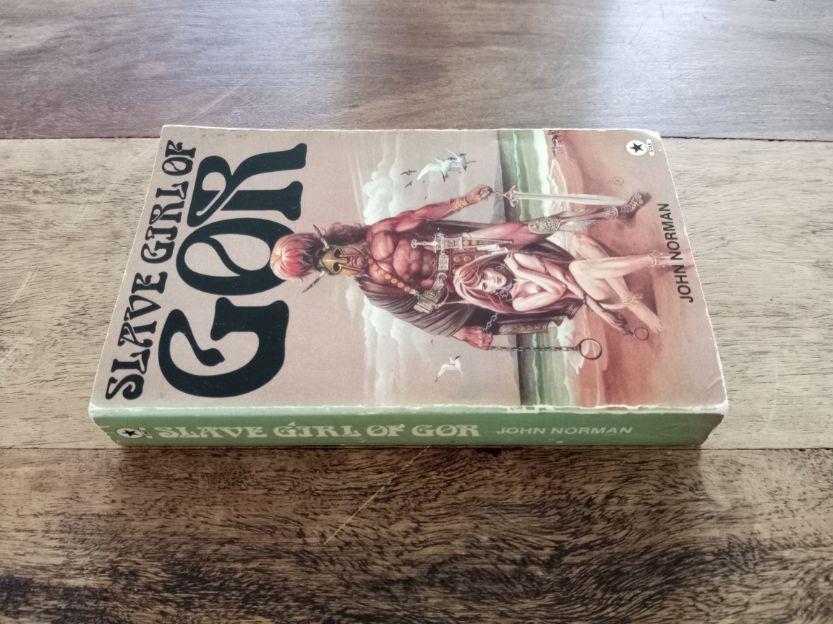 SLAVE GIRL OF
GOR
JOHN NORMAN
SLAVE GIRL OF GOR JOHN NORMAN